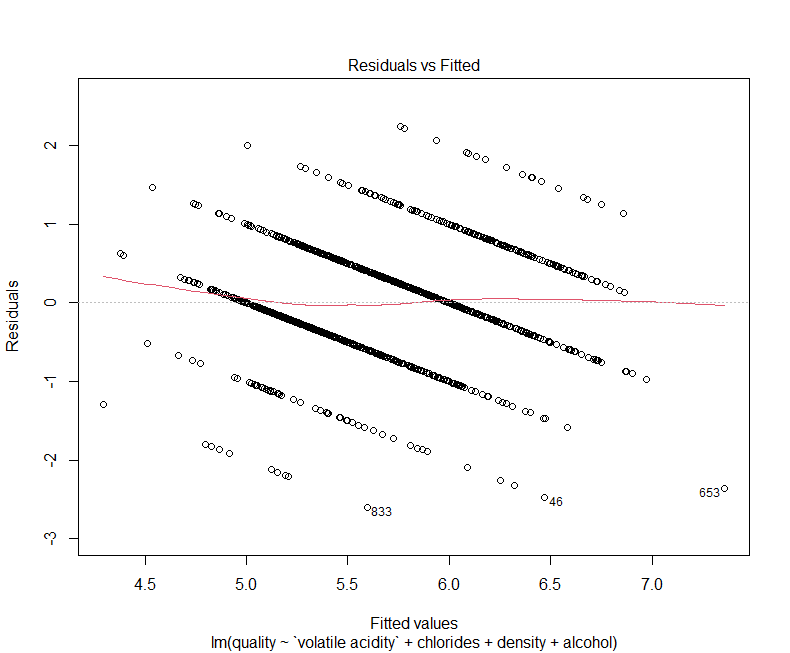 Residuals vs Fitted
2
1
0
-1
-2
-3
Residuals
46
653
833
4.5 5.0 5.5 6.0 6.5 7.0
Fitted values
lm(quality ~ `volatile acidity` + chlorides + density + alcohol)